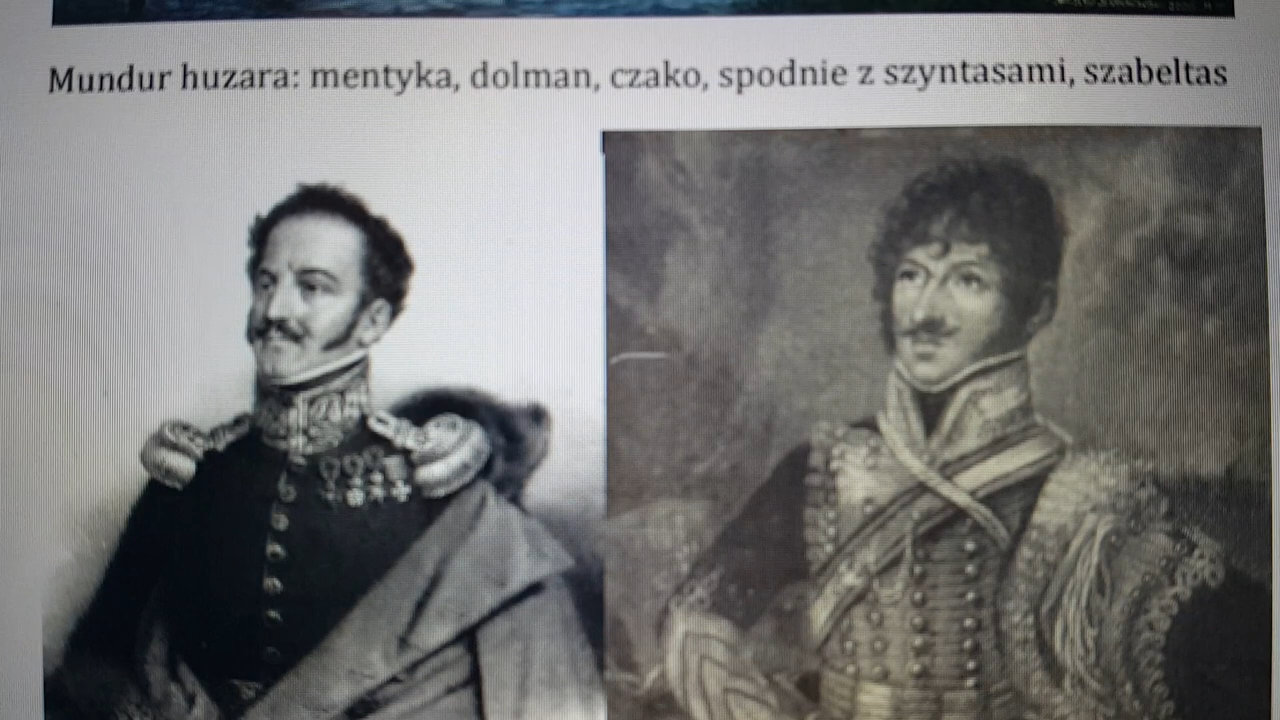 Mundur huzara: mentyka, dolman, czako, spodnie z szyntasami, szabeltas